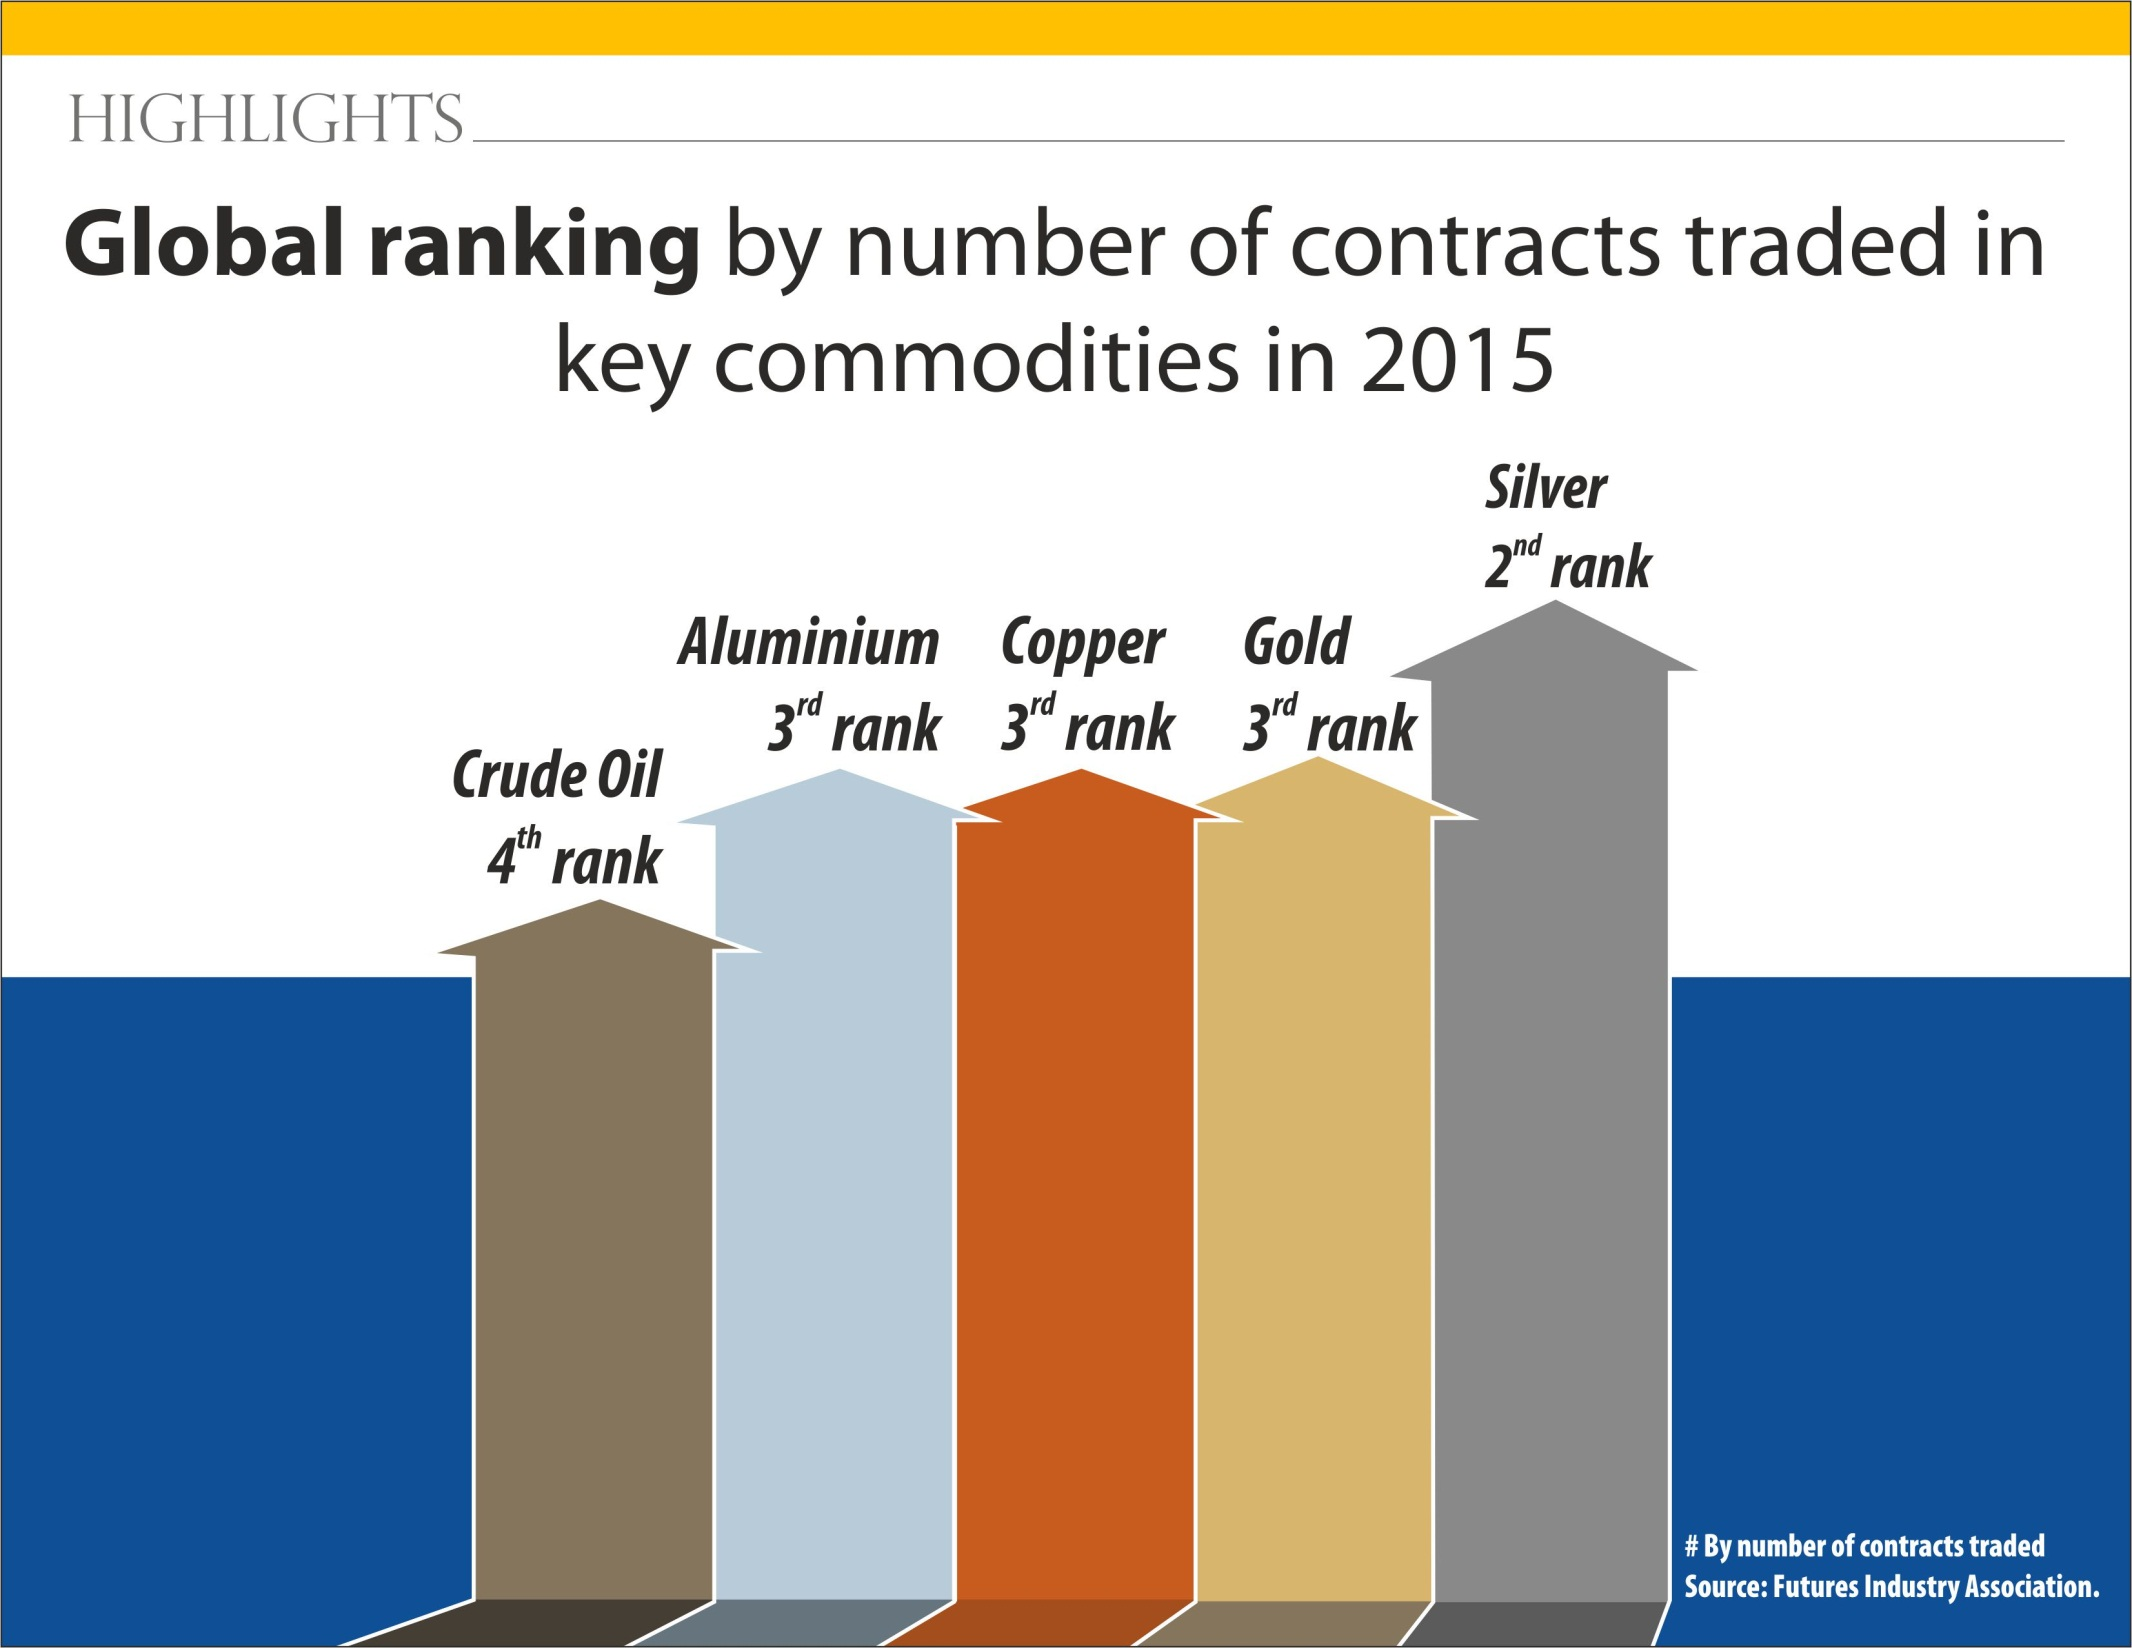 HIGHLIGHTS
Global ranking by number of contracts traded in
key commodities in 2015
Silver
2nd rank
Aluminium
3rd rank
Copper
3rd rank
Gold
3rd rank
Crude Oil
4th rank
# By number of contracts traded
Source: Futures Industry Association.